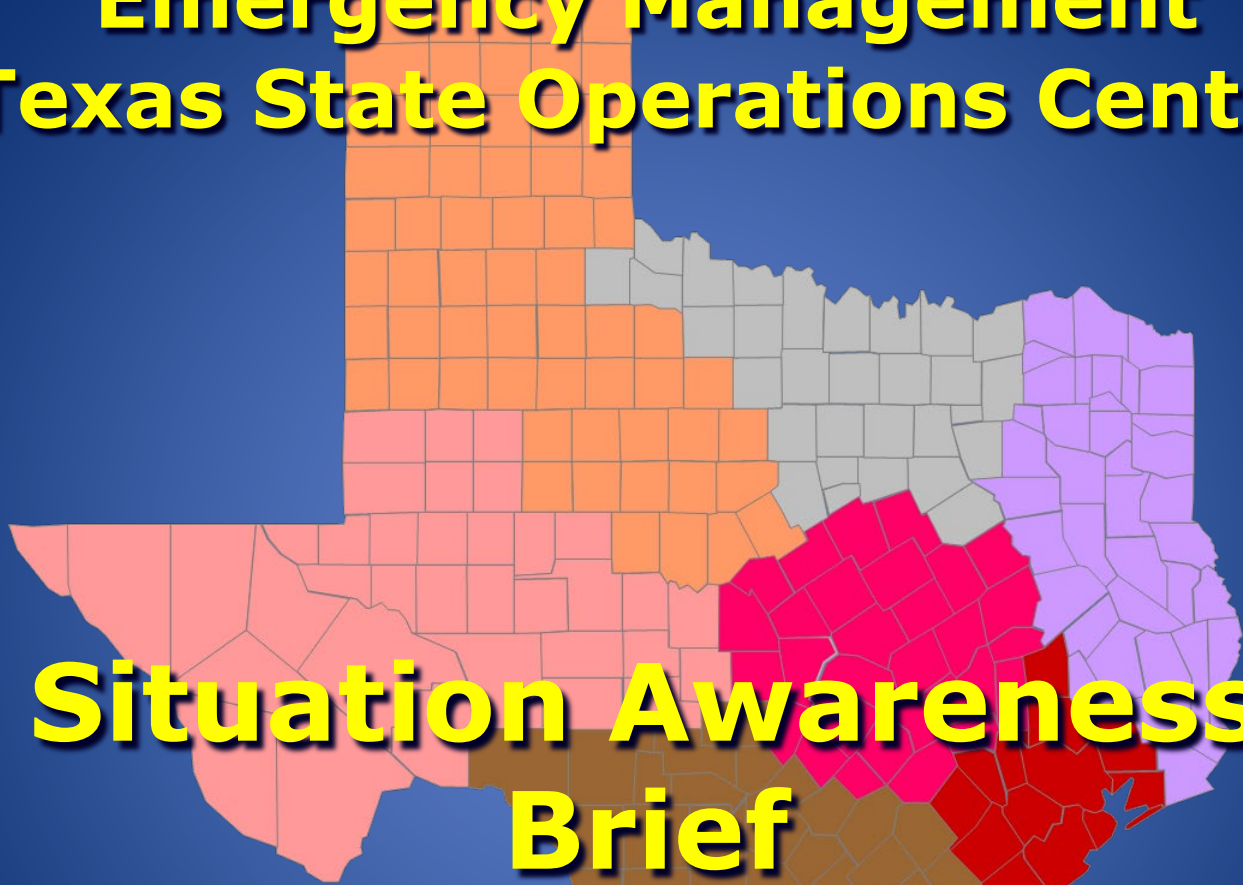 Emergency Management
Texas State Operations Cent
Situation Awareness
Brief